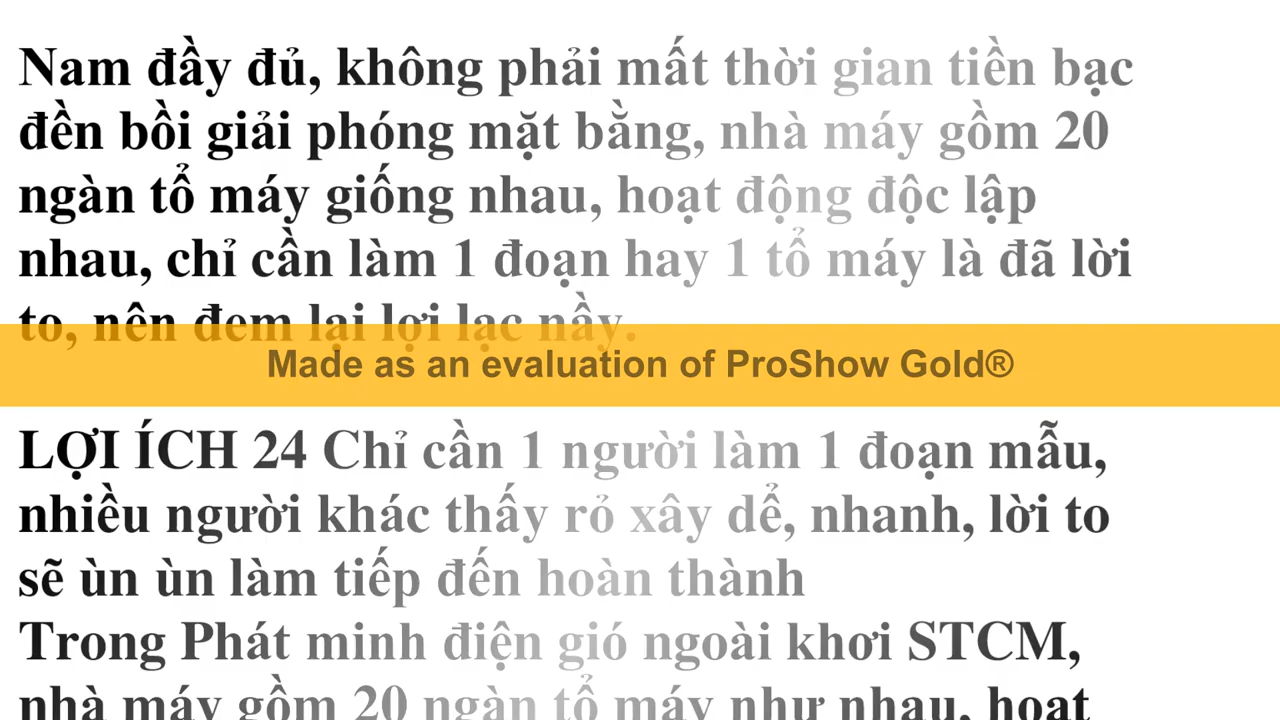 Nam đầy đủ, không phải mất thời gian tiền bạc
đền bồi giải phóng mặt bằng, nhà máy gồm 20
ngàn tổ máy giống nhau, hoạt động độc lập
nhau, chỉ cần làm 1 đoạn hay 1 tổ máy là đã lời
to, nên đem lại lợi lạc nầy.
Made as an evaluation of ProShow Gold®
LỢI ÍCH 24 Chỉ cần 1 người làm 1 đoạn mẫu,
nhiều người khác thấy rỏ xây dể, nhanh, lời to
sẽ ùn ùn làm tiếp đến hoàn thành
Trong Phát minh điện gió ngoài khơi STCM,
nhà máy gồm 20 ngàn tổ máy như nhau, hoạt